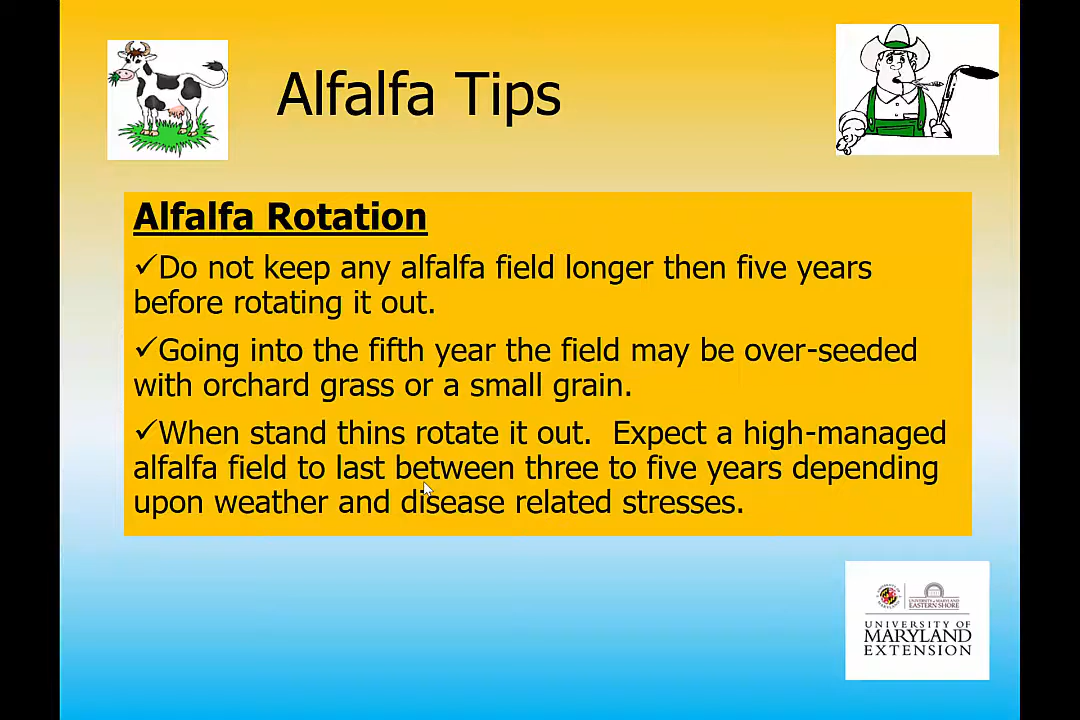 Alfalfa Tips
Alfalfa Rotation
✓Do not keep any alfalfa field longer then five years
before rotating it out.
✓Going into the fifth year the field may be over-seeded
with orchard grass or a small grain.
✓When stand thins rotate it out.  Expect a high-managed
alfalfa field to last between three to five years depending
upon weather and disease related stresses.
UNIVERSITY of MARYLAND
EASTERN SHORE
UNIVERSITY OF
MARYLAND
EXTENSION